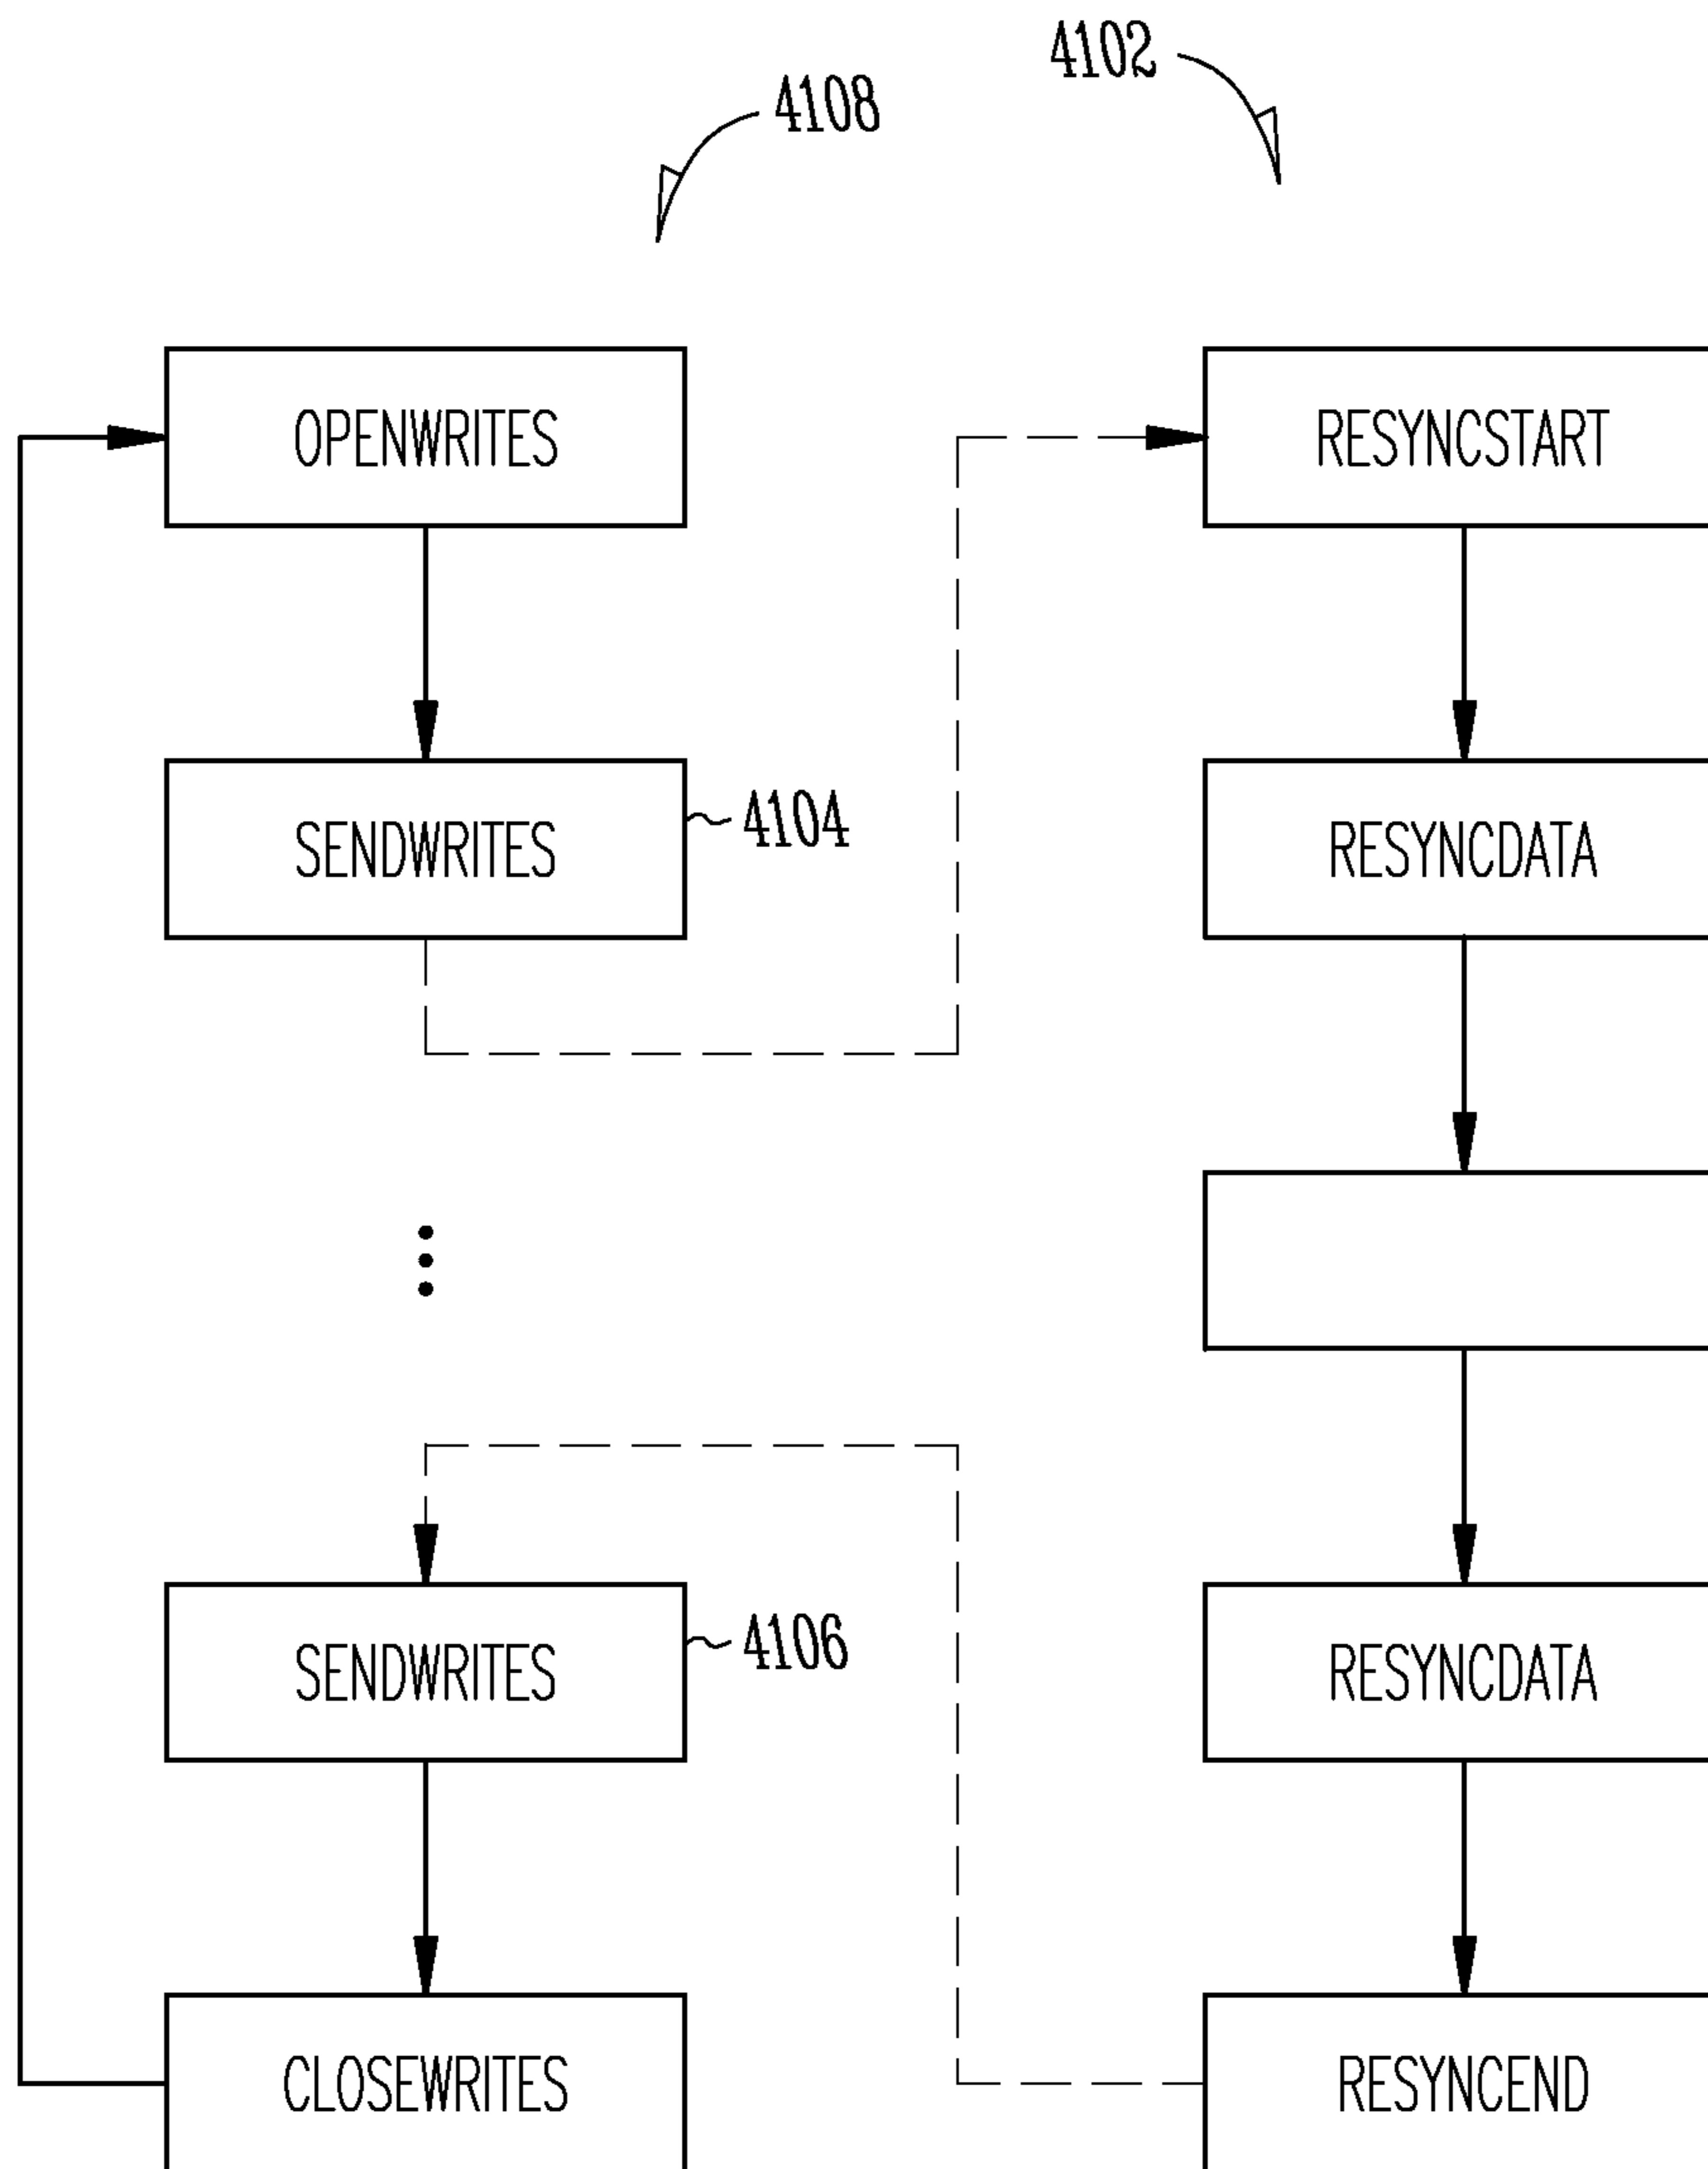 4102
4108
OPENWRITES
RESYNCSTART
SENDWRITES
4104
RESYNCDATA
SENDWRITES
4106
RESYNCDATA
CLOSEWRITES
RESYNCEND